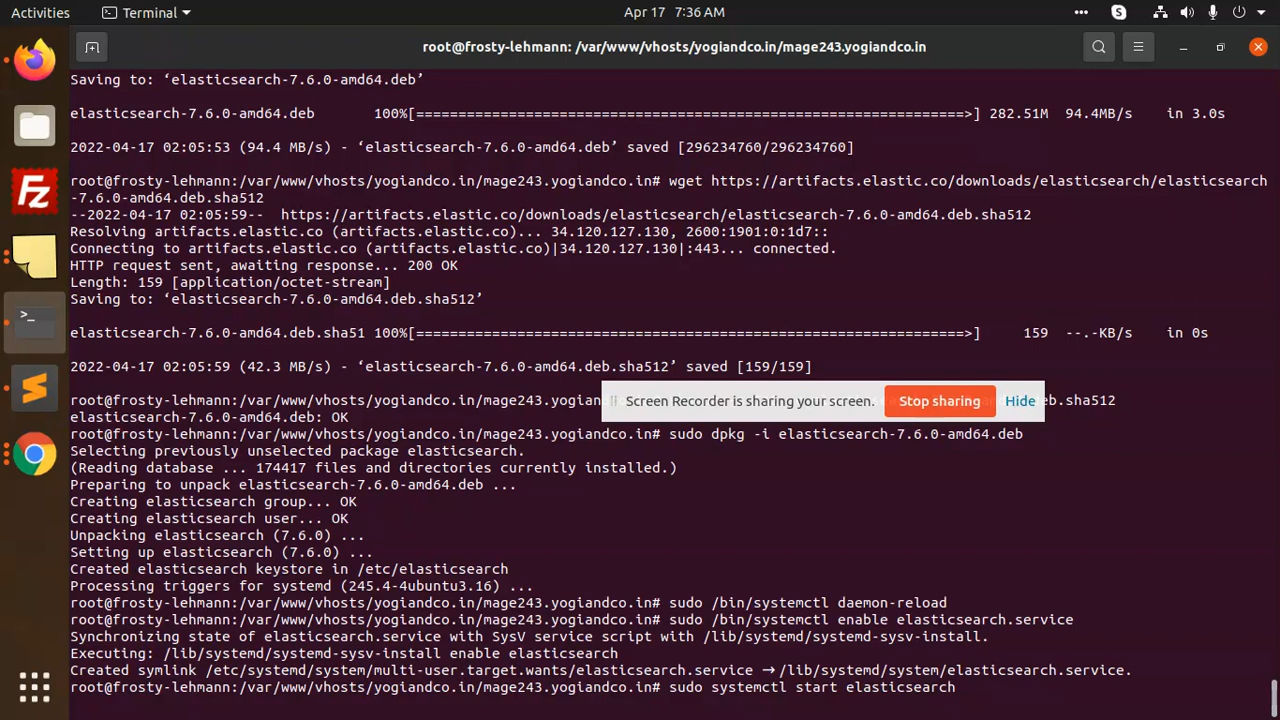 Activities
Terminal
Apr 17 7:36 AM
root@frosty-lehmann: /var/www/vhosts/yogiandco.in/mage243.yogiandco.in
Saving to: ‘elasticsearch-7.6.0-amd64.deb’
elasticsearch-7.6.0-amd64.deb 100%[=================================================================>] 282.51M 94.4MB/s in 3.0s
2022-04-17 02:05:53 (94.4 MB/s) - ‘elasticsearch-7.6.0-amd64.deb’ saved [296234760/296234760]
root@frosty-lehmann:/var/www/vhosts/yogiandco.in/mage243.yogiandco.in# wget https://artifacts.elastic.co/downloads/elasticsearch/elasticsearch
-7.6.0-amd64.deb.sha512
--2022-04-17 02:05:59-- https://artifacts.elastic.co/downloads/elasticsearch/elasticsearch-7.6.0-amd64.deb.sha512
Resolving artifacts.elastic.co (artifacts.elastic.co)... 34.120.127.130, 2600:1901:0:1d7::
Connecting to artifacts.elastic.co (artifacts.elastic.co)|34.120.127.130|:443... connected.
HTTP request sent, awaiting response... 200 OK
Length: 159 [application/octet-stream]
Saving to: ‘elasticsearch-7.6.0-amd64.deb.sha512’
elasticsearch-7.6.0-amd64.deb.sha51 100%[=================================================================>] 159 --.-KB/s in 0s
2022-04-17 02:05:59 (42.3 MB/s) - ‘elasticsearch-7.6.0-amd64.deb.sha512’ saved [159/159]
root@frosty-lehmann:/var/www/vhosts/yogiandco.in/mage243.yogian
eb.sha512
Screen Recorder is sharing your screen.
Stop sharing
Hide
elasticsearch-7.6.0-amd64.deb: OK
root@frosty-lehmann:/var/www/vhosts/yogiandco.in/mage243.yogiandco.in# sudo dpkg -i elasticsearch-7.6.0-amd64.deb
Selecting previously unselected package elasticsearch.
(Reading database ... 174417 files and directories currently installed.)
Preparing to unpack elasticsearch-7.6.0-amd64.deb ...
Creating elasticsearch group... OK
Creating elasticsearch user... OK
Unpacking elasticsearch (7.6.0) ...
Setting up elasticsearch (7.6.0) ...
Created elasticsearch keystore in /etc/elasticsearch
Processing triggers for systemd (245.4-4ubuntu3.16) ...
root@frosty-lehmann:/var/www/vhosts/yogiandco.in/mage243.yogiandco.in# sudo /bin/systemctl daemon-reload
root@frosty-lehmann:/var/www/vhosts/yogiandco.in/mage243.yogiandco.in# sudo /bin/systemctl enable elasticsearch.service
Synchronizing state of elasticsearch.service with SysV service script with /lib/systemd/systemd-sysv-install.
Executing: /lib/systemd/systemd-sysv-install enable elasticsearch
Created symlink /etc/systemd/system/multi-user.target.wants/elasticsearch.service → /lib/systemd/system/elasticsearch.service.
root@frosty-lehmann:/var/www/vhosts/yogiandco.in/mage243.yogiandco.in# sudo systemctl start elasticsearch